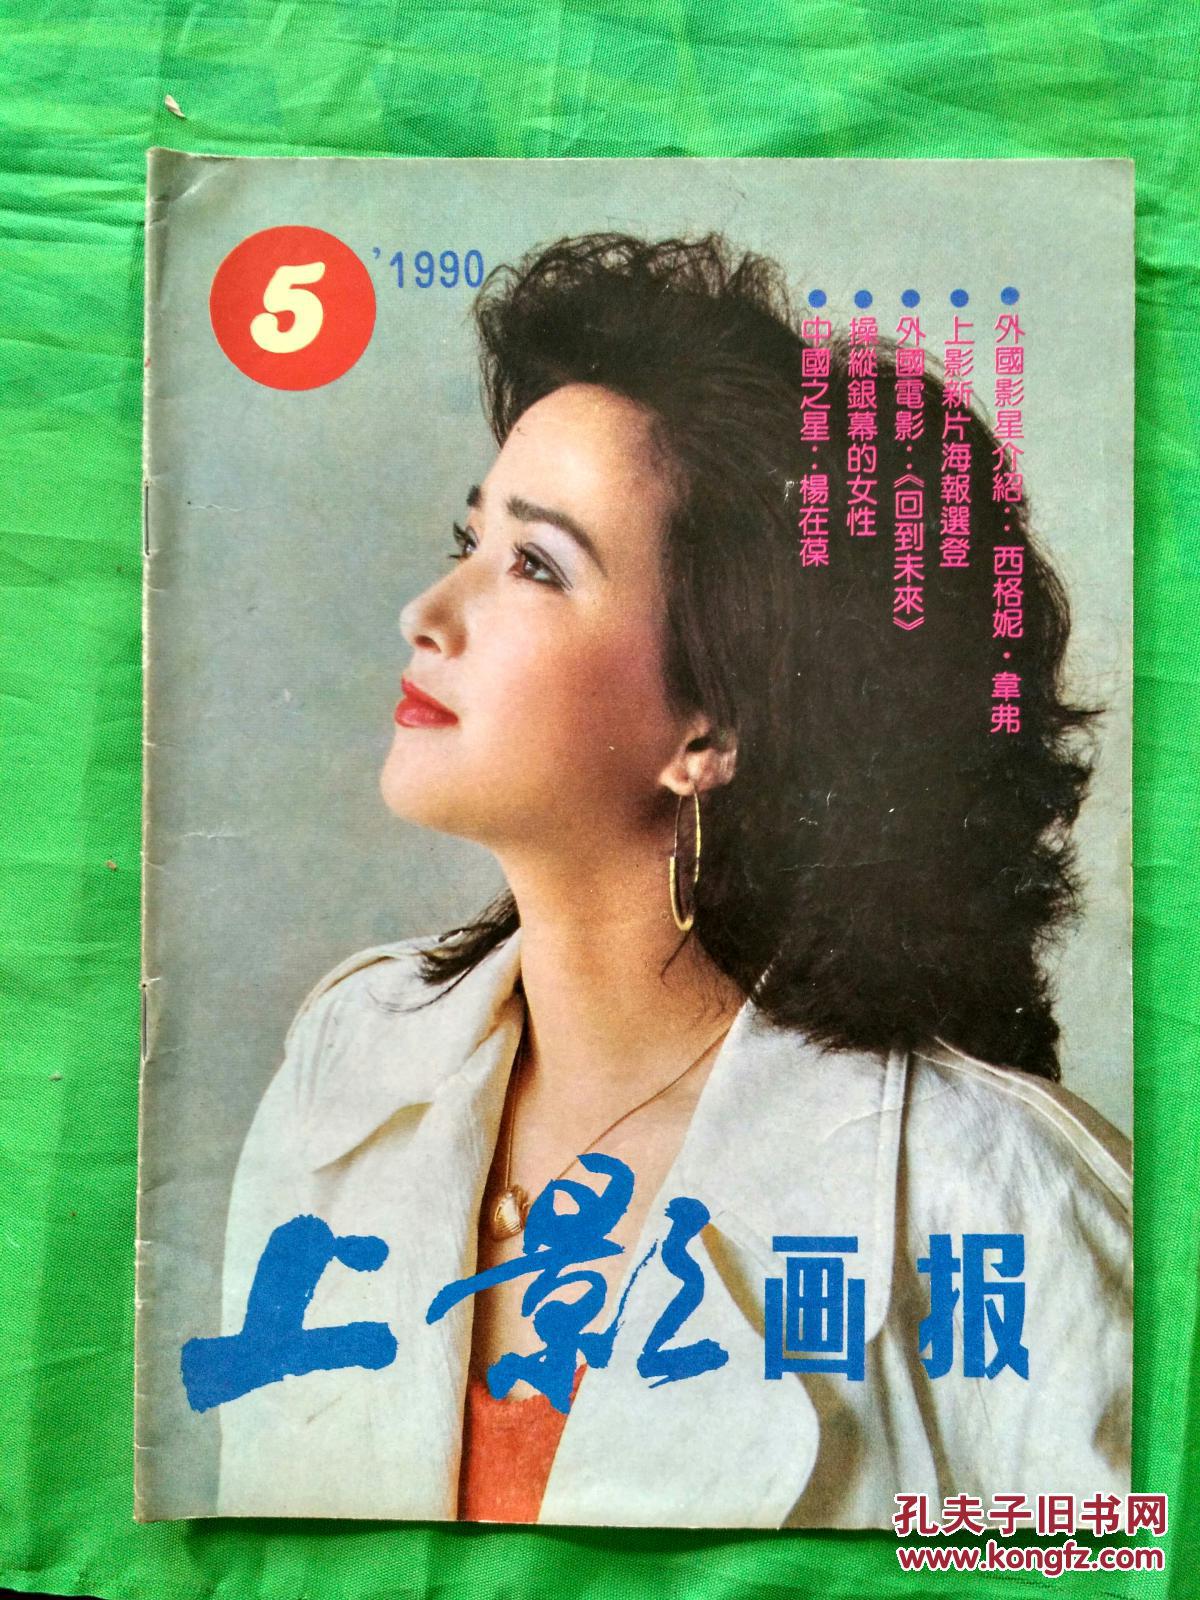 5
'1990
外國影星介紹：西格妮·韋弗
上影新片海報選登
外國電影：《回到未來》
操縱銀幕的女性
中國之星：楊在葆
上影画报
孔夫子旧书网
www.kongfz.com